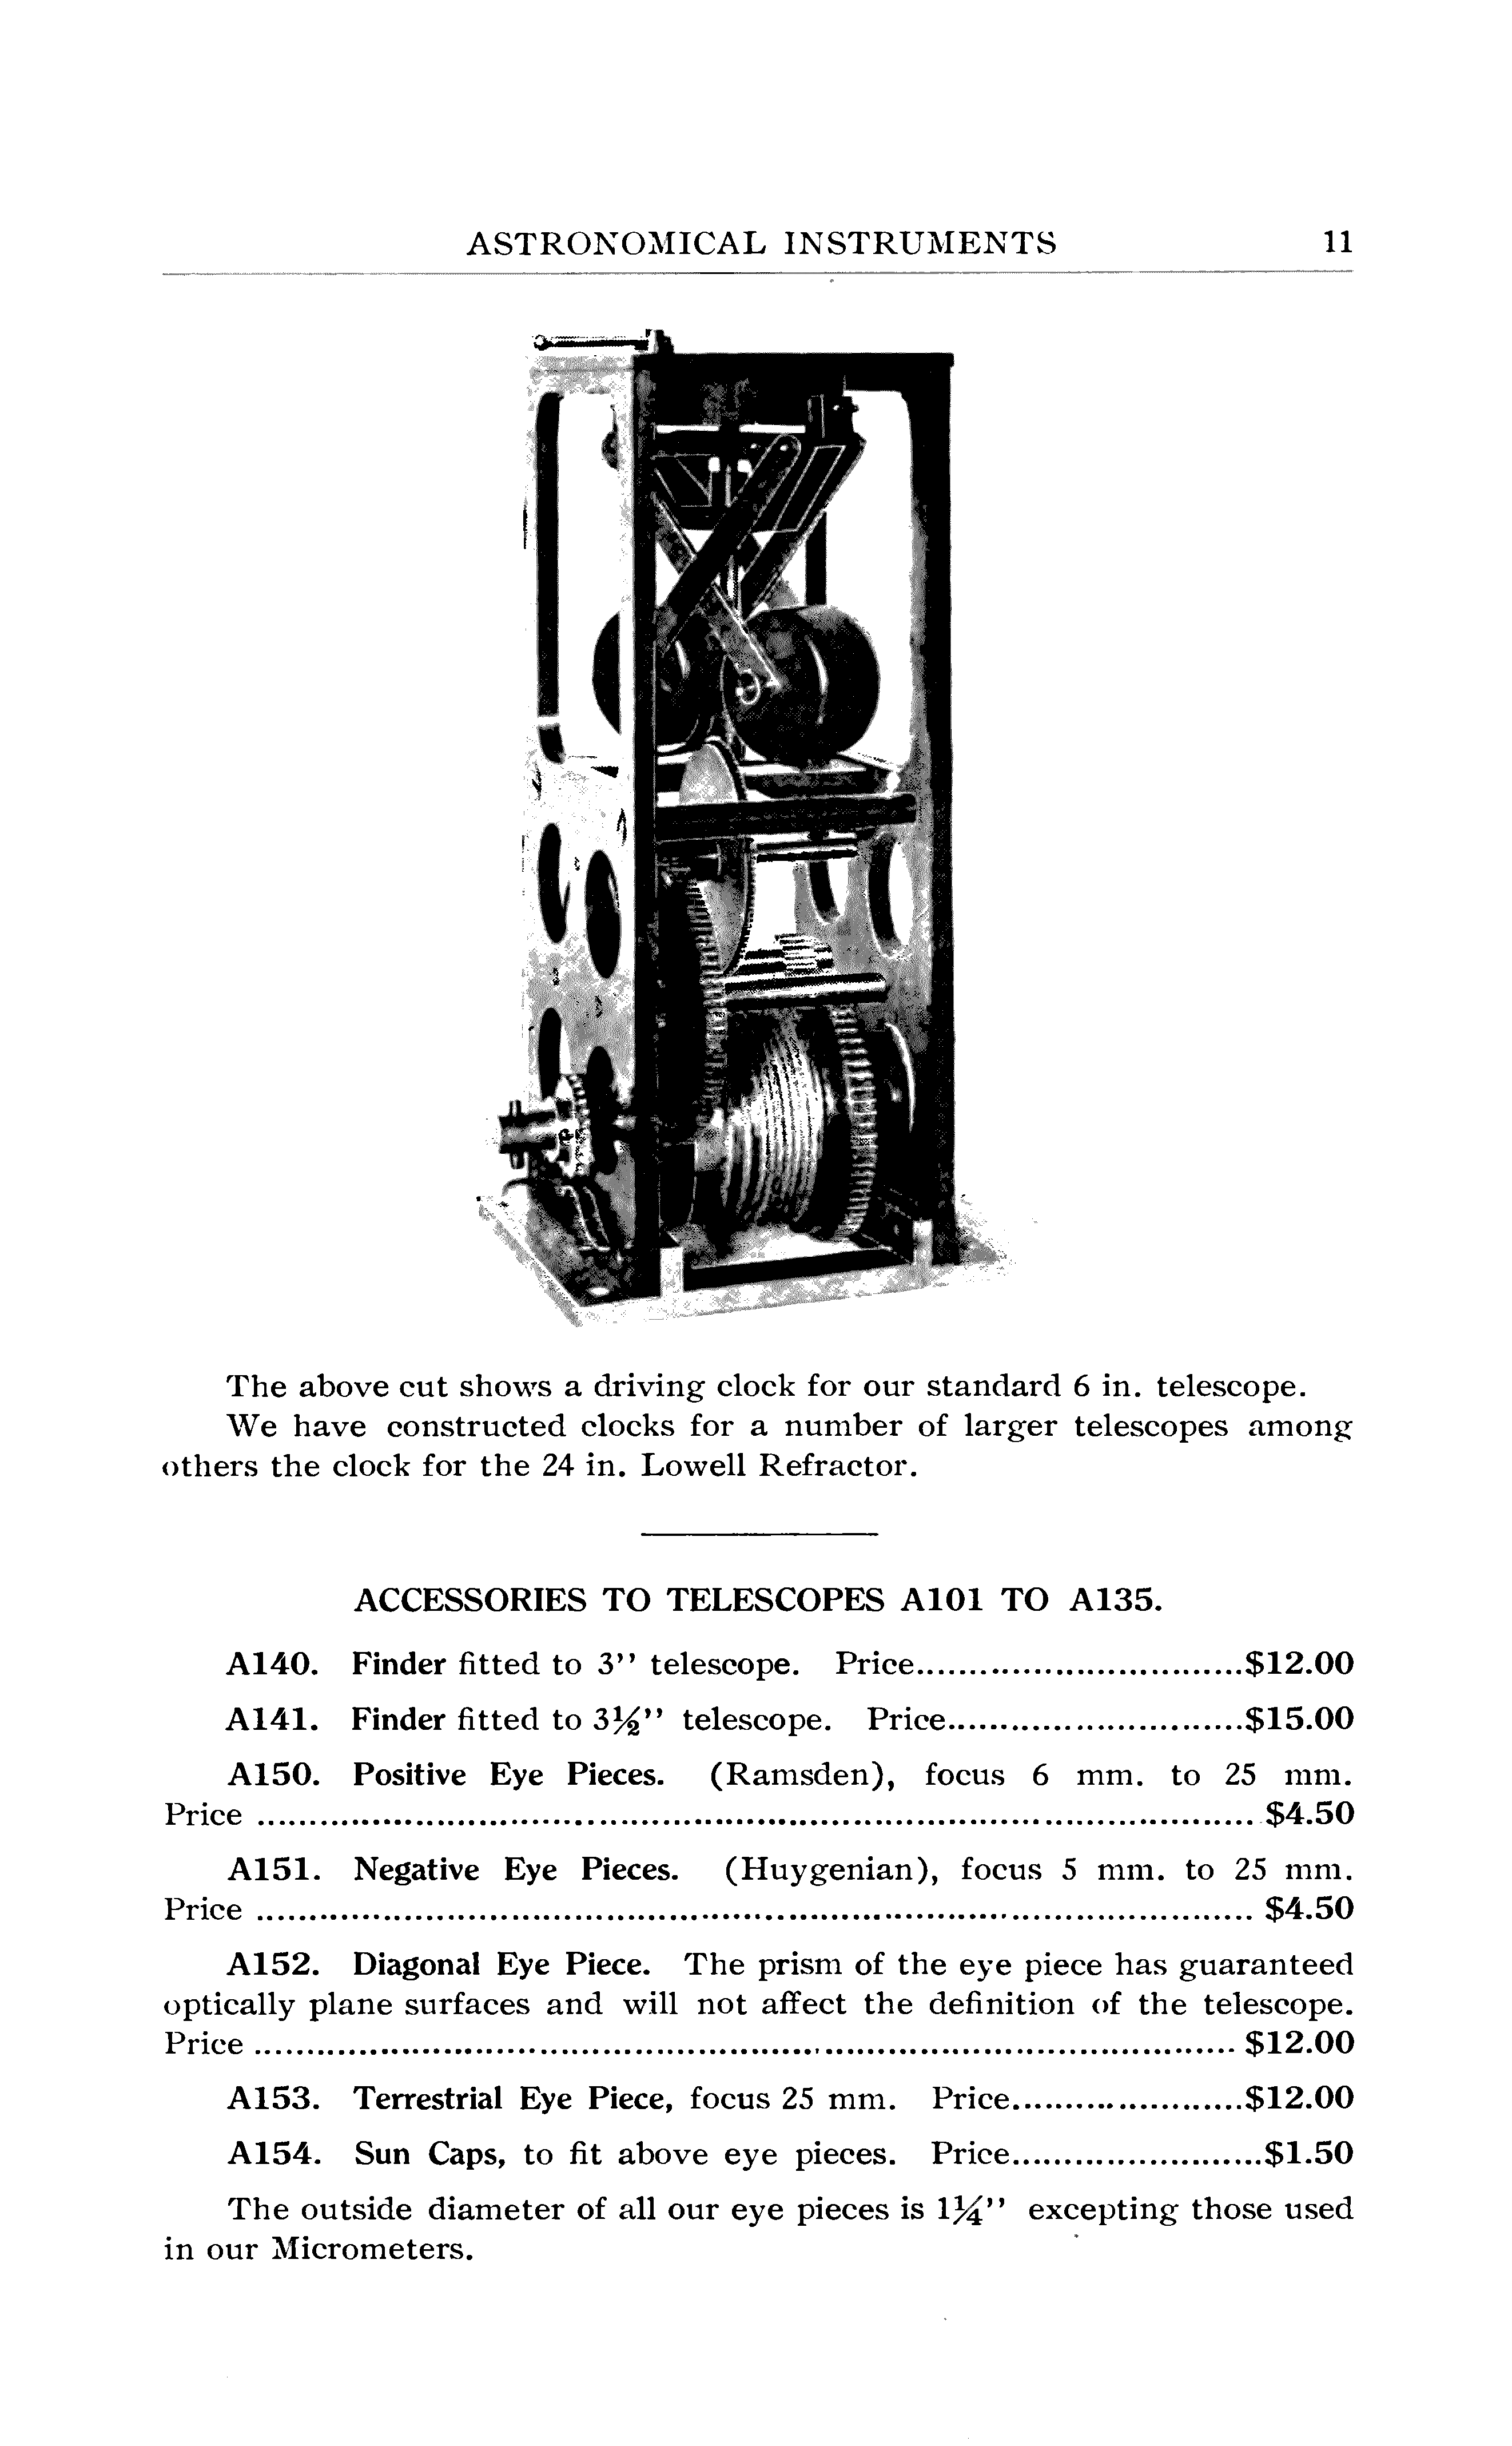 ASTRONOMICAL INSTRUMENTS 11
The above cut shows a driving clock for our standard 6 in. telescope.
We have constructed clocks for a number of larger telescopes among
others the clock for the 24 in. Lowell Refractor.
ACCESSORIES TO TELESCOPES A101 TO A135.
A140. Finder fitted to 3'' telescope. Price................................$12.00
A141. Finder fitted to 3½'' telescope. Price.............................$15.00
A150. Positive Eye Pieces. (Ramsden), focus 6 mm. to 25 mm.
Price ................................................................................................ $4.50
A151. Negative Eye Pieces. (Huygenian), focus 5 mm. to 25 mm.
Price ................................................................................................ $4.50
A152. Diagonal Eye Piece. The prism of the eye piece has guaranteed
optically plane surfaces and will not affect the definition of the telescope.
Price .............................................................................................. $12.00
A153. Terrestrial Eye Piece, focus 25 mm. Price......................$12.00
A154. Sun Caps, to fit above eye pieces. Price........................$1.50
The outside diameter of all our eye pieces is 1¼'' excepting those used
in our Micrometers.